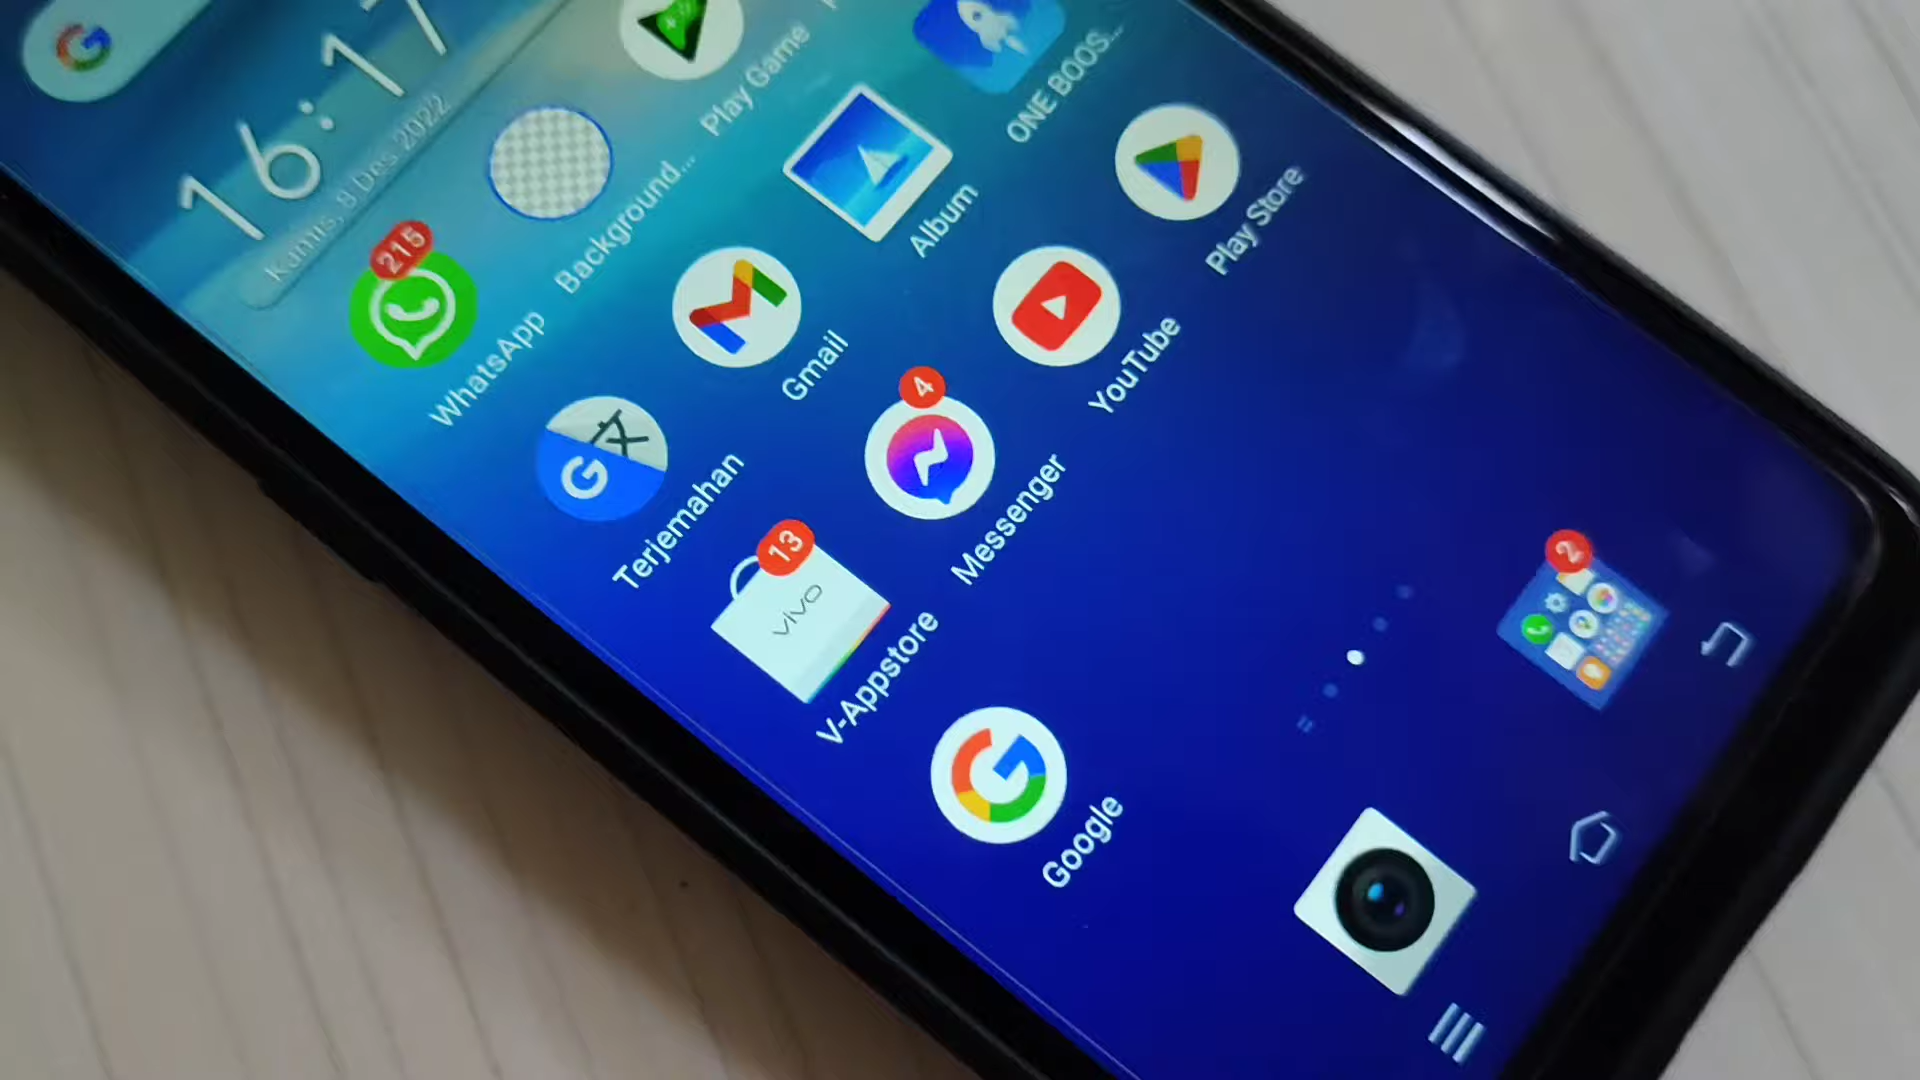 16:17
Kamis, 8 Des 2022
Play Game
ONE BOOS...
215
WhatsApp
Background...
Album
Play Store
Terjemahan
Gmail
4
Messenger
YouTube
13
vivo
V-Appstore
Google
2